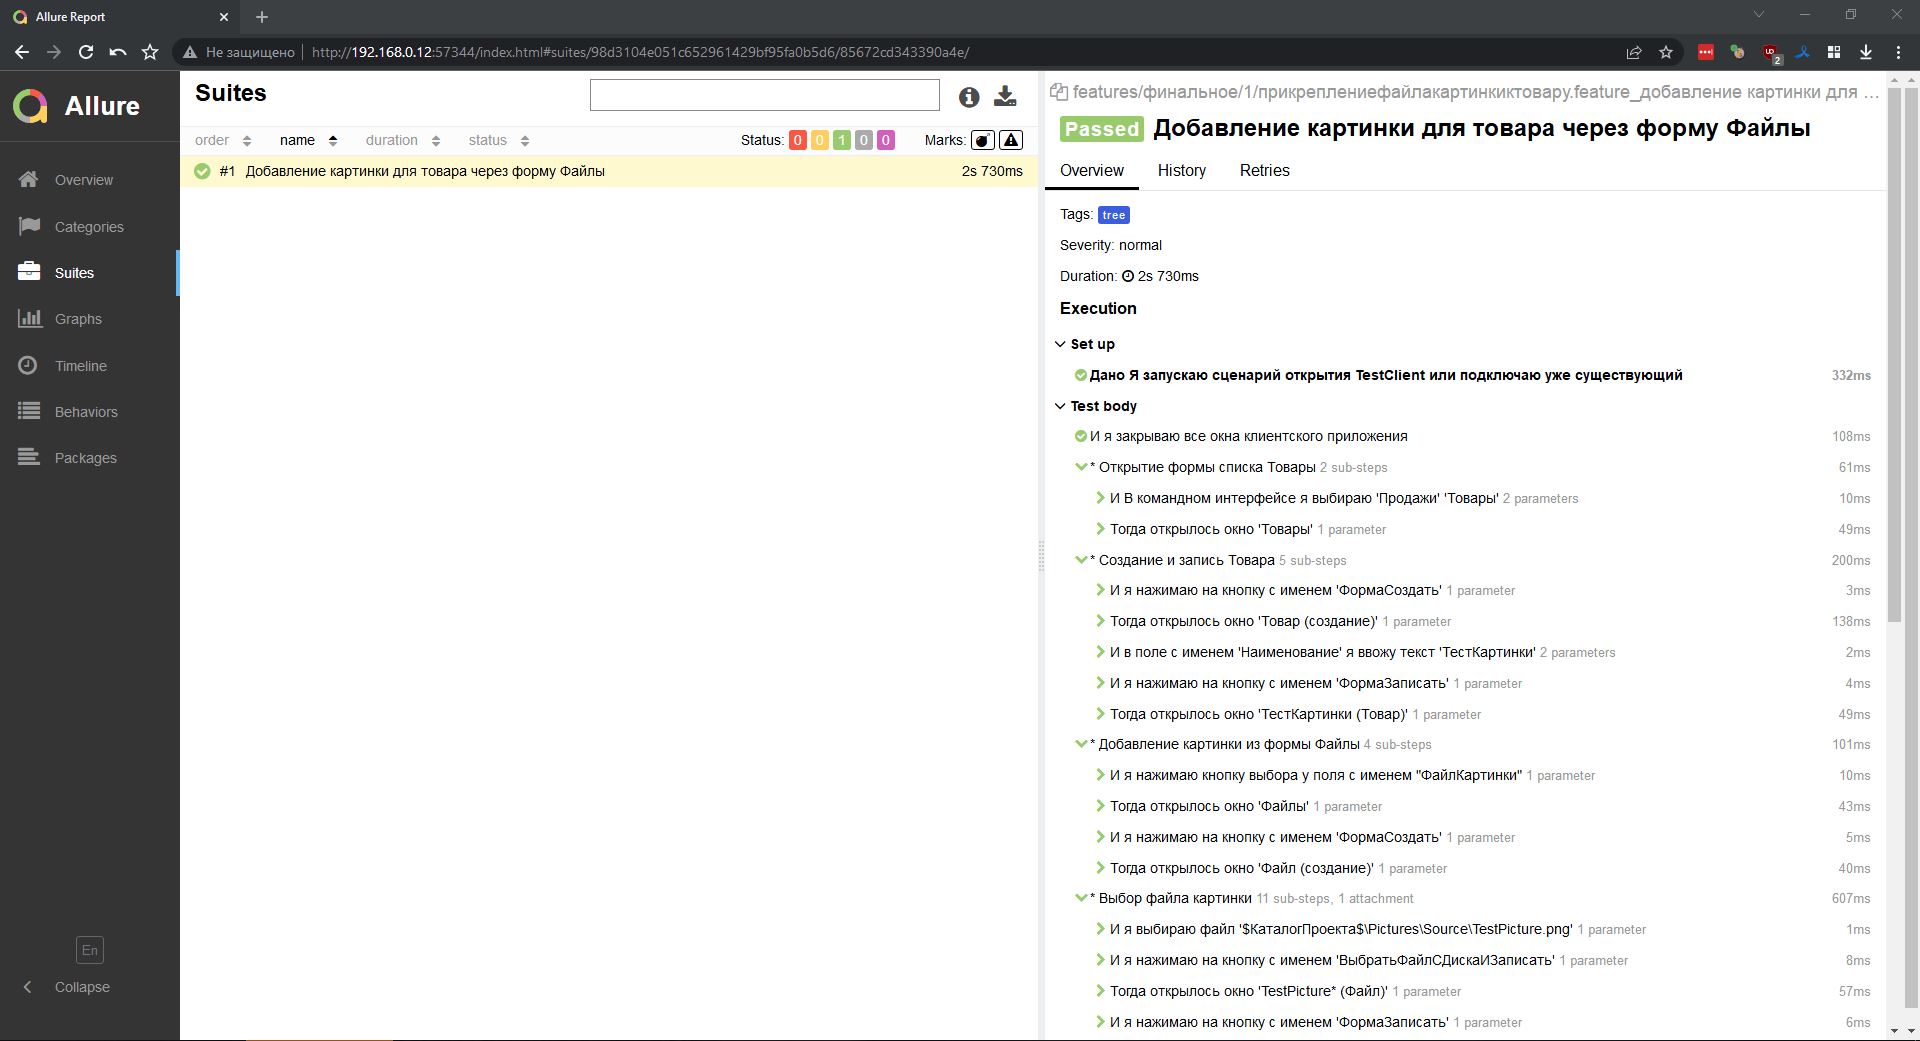 Allure Report
Не защищено
http://192.168.0.12:57344/index.html#suites/98d3104e051c652961429bf95fa0b5d6/85672cd343390a4e/
2
Allure
Overview
Categories
Suites
Graphs
Timeline
Behaviors
Packages
En
Collapse
Suites
order name duration status Status: 0 0 1 0 0 Marks:
#1 Добавление картинки для товара через форму Файлы 2s 730ms
features/финальное/1/прикреплениефайлакартинкиктовару.feature_добавление картинки для ...
Passed Добавление картинки для товара через форму Файлы
Overview History Retries
Tags: tree
Severity: normal
Duration: 2s 730ms
Execution
Set up
Дано Я запускаю сценарий открытия TestClient или подключаю уже существующий 332ms
Test body
И я закрываю все окна клиентского приложения 108ms
* Открытие формы списка Товары 2 sub-steps 61ms
И В командном интерфейсе я выбираю 'Продажи' 'Товары' 2 parameters 10ms
Тогда открылось окно 'Товары' 1 parameter 49ms
* Создание и запись Товара 5 sub-steps 200ms
И я нажимаю на кнопку с именем 'ФормаСоздать' 1 parameter 3ms
Тогда открылось окно 'Товар (создание)' 1 parameter 138ms
И в поле с именем 'Наименование' я ввожу текст 'ТестКартинки' 2 parameters 2ms
И я нажимаю на кнопку с именем 'ФормаЗаписать' 1 parameter 4ms
Тогда открылось окно 'ТестКартинки (Товар)' 1 parameter 49ms
* Добавление картинки из формы Файлы 4 sub-steps 101ms
И я нажимаю кнопку выбора у поля с именем "ФайлКартинки" 1 parameter 10ms
Тогда открылось окно 'Файлы' 1 parameter 43ms
И я нажимаю на кнопку с именем 'ФормаСоздать' 1 parameter 5ms
Тогда открылось окно 'Файл (создание)' 1 parameter 40ms
* Выбор файла картинки 11 sub-steps, 1 attachment 607ms
И я выбираю файл '$КаталогПроекта$\Pictures\Source\TestPicture.png' 1 parameter 1ms
И я нажимаю на кнопку с именем 'ВыбратьФайлСДискаИЗаписать' 1 parameter 8ms
Тогда открылось окно 'TestPicture* (Файл)' 1 parameter 57ms
И я нажимаю на кнопку с именем 'ФормаЗаписать' 1 parameter 6ms